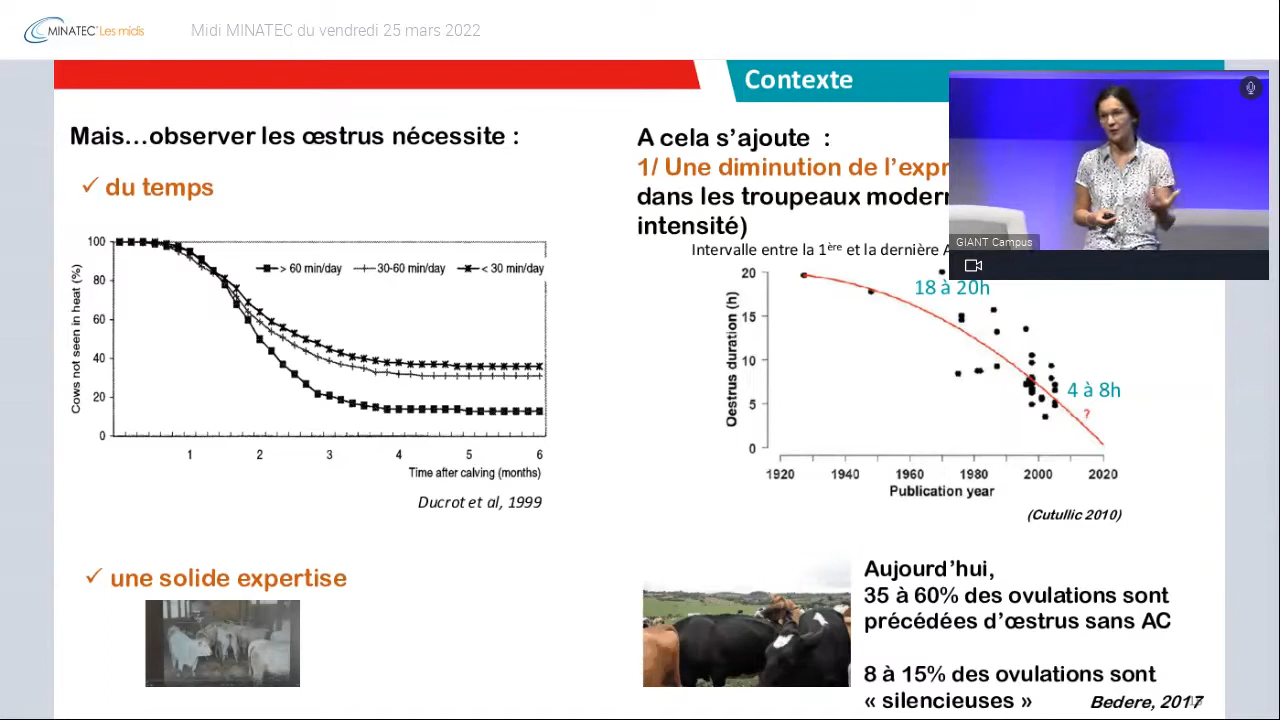 MINATEC Les midis
Midi MINATEC du vendredi 25 mars 2022
Contexte
Mais…observer les œstrus nécessite :
✓ du temps
100
80
60
40
20
0
Cows not seen in heat (%)
> 60 min/day
30-60 min/day
< 30 min/day
1 2 3 4 5 6
Time after calving (months)
Ducrot et al, 1999
✓ une solide expertise
A cela s'ajoute :
1/ Une diminution de l'expr
dans les troupeaux modern
intensité)
Intervalle entre la 1ère et la dernière A
GIANT Campus
20
15
10
5
0
Oestrus duration (h)
18 à 20h
4 à 8h
?
1920 1940 1960 1980 2000 2020
Publication year
(Cutullic 2010)
Aujourd'hui,
35 à 60% des ovulations sont
précédées d'œstrus sans AC
8 à 15% des ovulations sont
« silencieuses »
Bedere, 2017